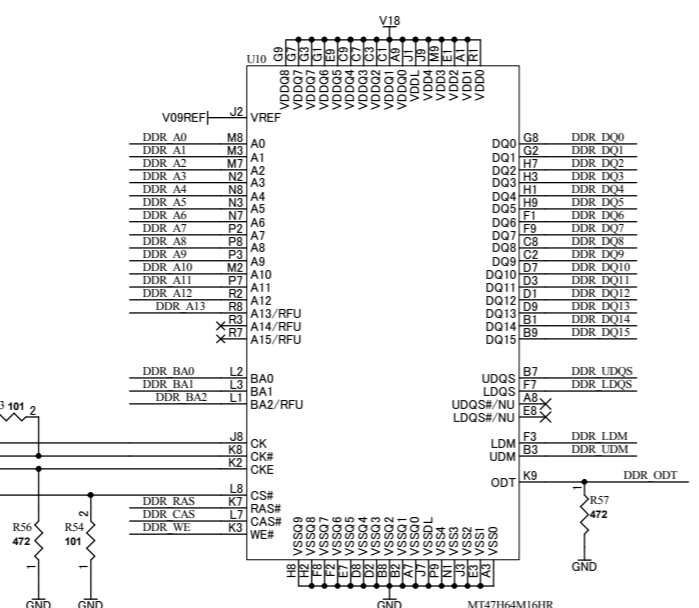 V18
G9 G7 G3 G1 E9 C9 C7 C3 C1 A9 J1 J9 M9 E1 A1 R1
U10
VDDQ8 VDDQ7 VDDQ7 VDDQ6 VDDQ5 VDDQ4 VDDQ3 VDDQ2 VDDQ1 VDDQ0 VDDL VDD4 VDD3 VDD2 VDD1 VDD0
V09REF J2 VREF
DDR A0 M8 A0 DQ0 G8 DDR DQ0
DDR A1 M3 A1 DQ1 G2 DDR DQ1
DDR A2 M7 A2 DQ2 H7 DDR DQ2
DDR A3 N2 A3 DQ3 H3 DDR DQ3
DDR A4 N8 A4 DQ4 H1 DDR DQ4
DDR A5 N3 A5 DQ5 H9 DDR DQ5
DDR A6 N7 A6 DQ6 F1 DDR DQ6
DDR A7 P2 A7 DQ7 F9 DDR DQ7
DDR A8 P8 A8 DQ8 C8 DDR DQ8
DDR A9 P3 A9 DQ9 C2 DDR DQ9
DDR A10 M2 A10 DQ10 D7 DDR DQ10
DDR A11 P7 A11 DQ11 D3 DDR DQ11
DDR A12 R2 A12 DQ12 D1 DDR DQ12
DDR A13 R8 A13/RFU DQ13 D9 DDR DQ13
R3 A14/RFU DQ14 B1 DDR DQ14
R7 A15/RFU DQ15 B9 DDR DQ15
DDR BA0 L2 BA0 UDQS B7 DDR UDQS
DDR BA1 L3 BA1 LDQS F7 DDR LDQS
DDR BA2 L1 BA2/RFU UDQS#/NU A8
LDQS#/NU E8
3 101 2
J8 CK LDM F3 DDR LDM
K8 CK# UDM B3 DDR UDM
K2 CKE
ODT K9 DDR ODT
L8 CS#
DDR RAS K7 RAS#
DDR CAS L7 CAS#
DDR WE K3 WE#
1 R57 472
GND
R56 472 1
GND
2 R54 101 1
GND
VSSQ9 VSSQ8 VSSQ7 VSSQ6 VSSQ5 VSSQ4 VSSQ3 VSSQ2 VSSQ1 VSSQ0 VSSDL VSS4 VSS3 VSS2 VSS1 VSS0
H8 H2 F8 F2 E7 D8 D2 B8 B2 A7 J7 P9 N1 J3 E3 A3
GND
MT47H64M16HR